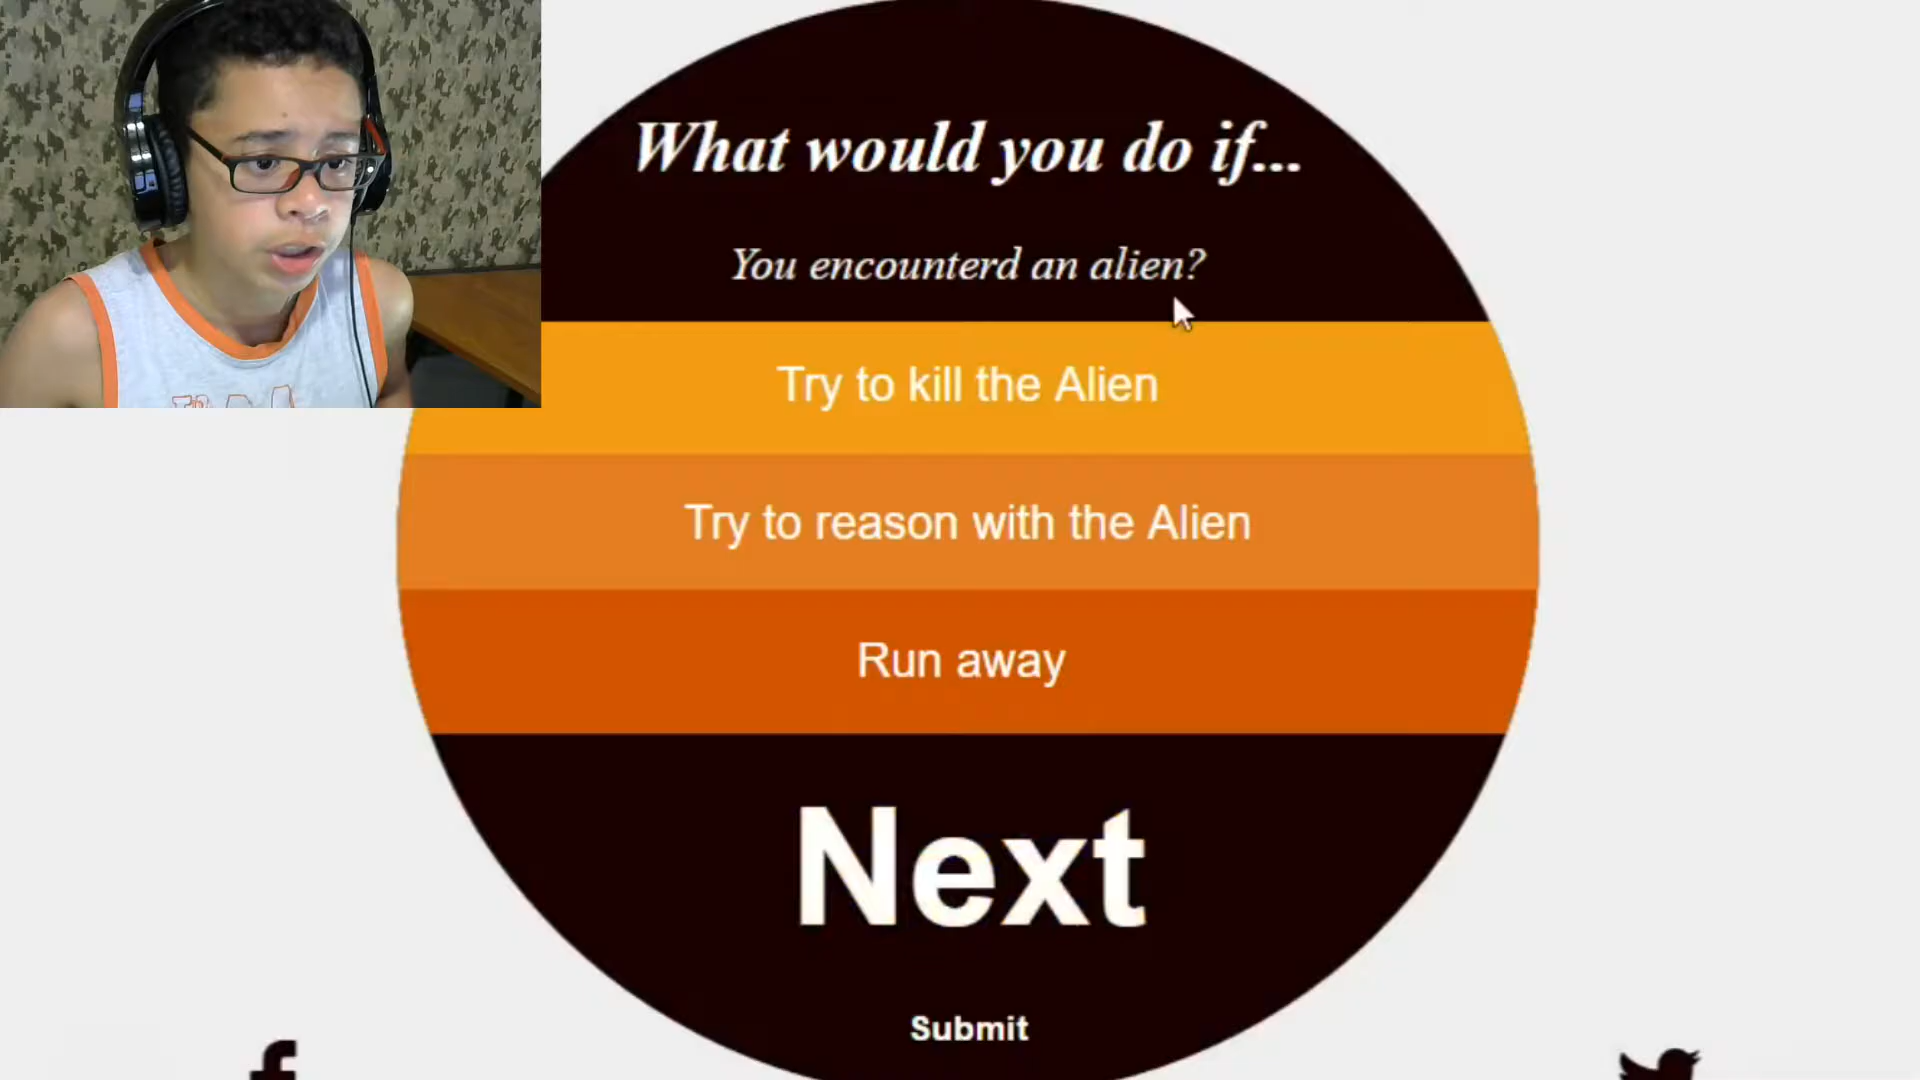 What would you do if...
You encounterd an alien?
Try to kill the Alien
Try to reason with the Alien
Run away
Next
Submit